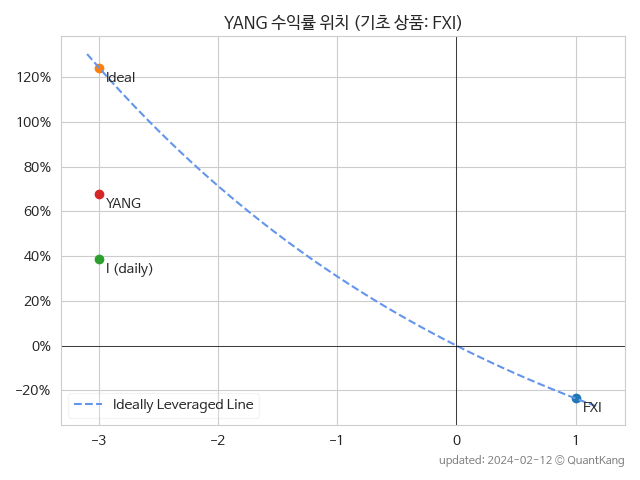 YANG 수익률 위치 (기초 상품: FXI)
120%
100%
80%
60%
40%
20%
0%
-20%
Ideal
YANG
I (daily)
FXI
Ideally Leveraged Line
-3
-2
-1
0
1
updated: 2024-02-12 © QuantKang